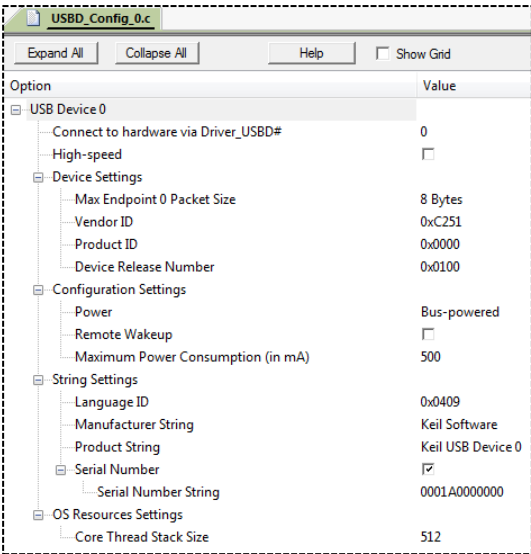 USBD_Config_0.c
Expand All Collapse All Help Show Grid
Option Value
USB Device 0
Connect to hardware via Driver_USBD# 0
High-speed
Device Settings
Max Endpoint 0 Packet Size 8 Bytes
Vendor ID 0xC251
Product ID 0x0000
Device Release Number 0x0100
Configuration Settings
Power Bus-powered
Remote Wakeup
Maximum Power Consumption (in mA) 500
String Settings
Language ID 0x0409
Manufacturer String Keil Software
Product String Keil USB Device 0
Serial Number
Serial Number String 0001A0000000
OS Resources Settings
Core Thread Stack Size 512